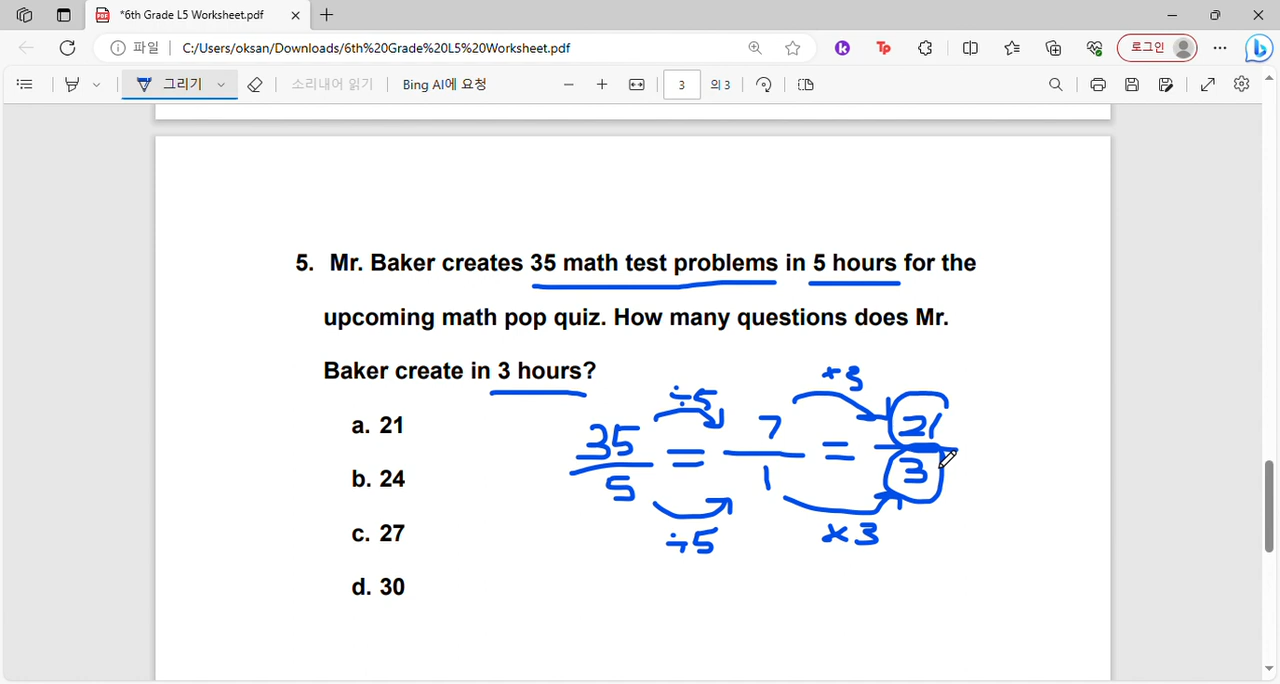 *6th Grade L5 Worksheet.pdf
파일 C:/Users/oksan/Downloads/6th%20Grade%20L5%20Worksheet.pdf Tp 로그인
그리기 소리내어 읽기 Bing AI에 요청 3 의 3
5. Mr. Baker creates 35 math test problems in 5 hours for the
upcoming math pop quiz. How many questions does Mr.
Baker create in 3 hours?
a. 21
b. 24
c. 27
d. 30
÷5 ×3
35/5 = 7/1 = 21/3
÷5 ×3